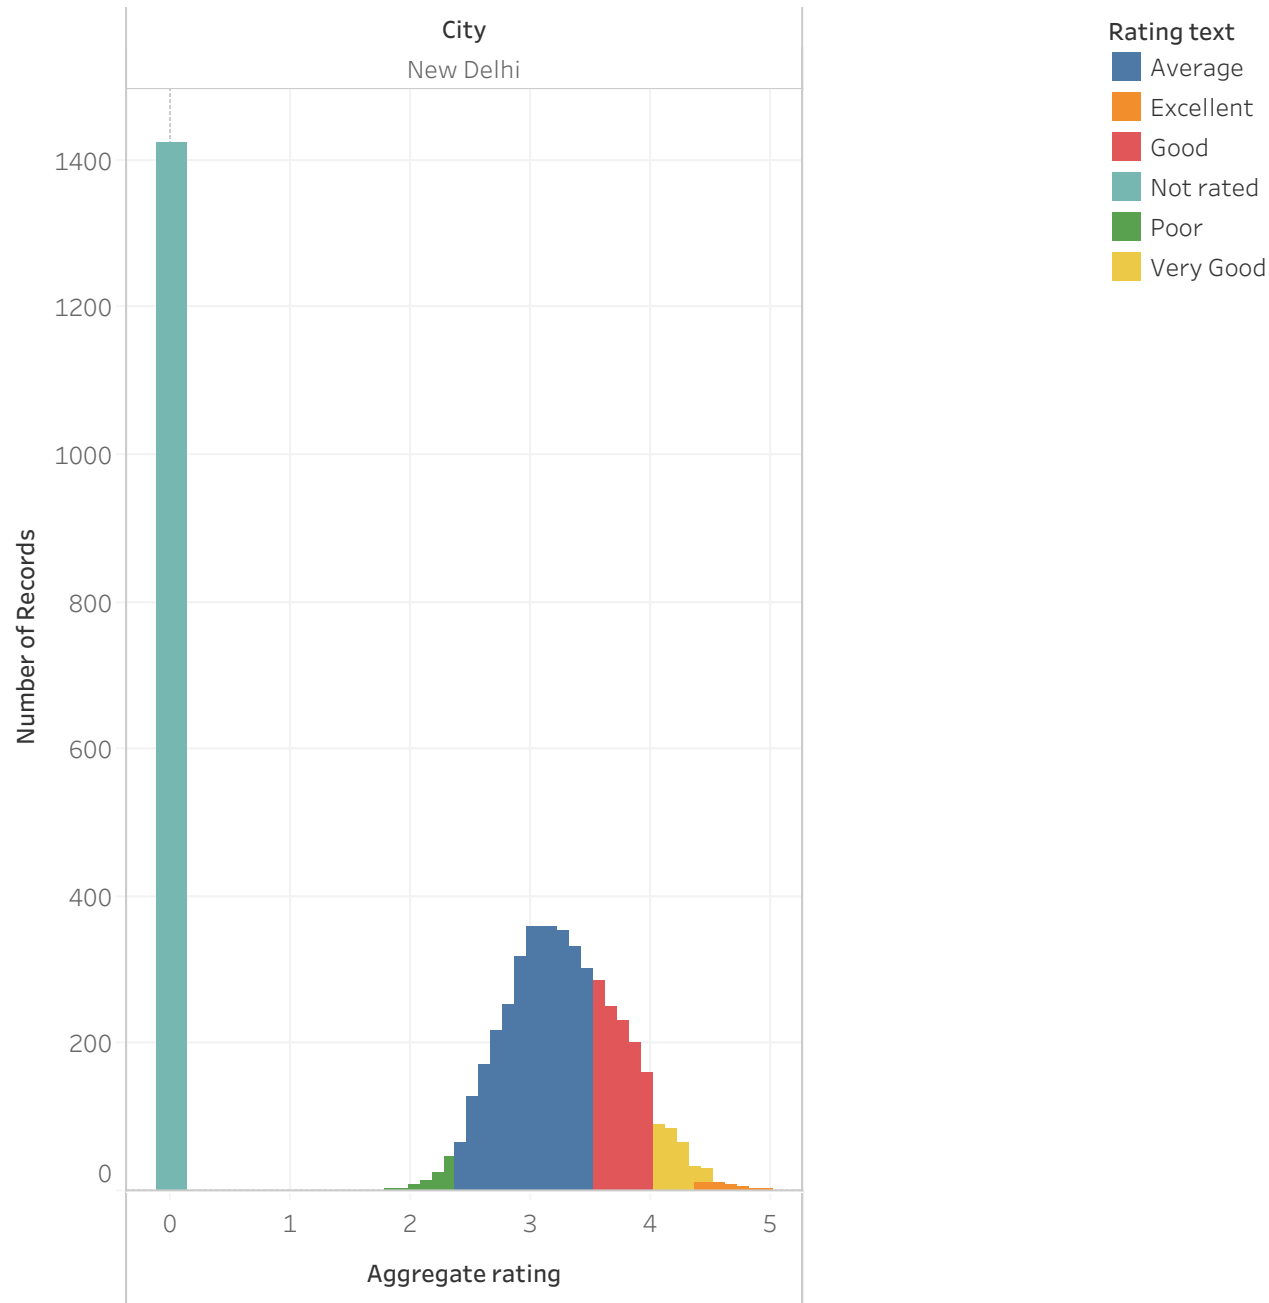 City
New Delhi
Rating text
Average
Excellent
Good
Not rated
Poor
Very Good
1400
1200
1000
800
600
400
200
0
Number of Records
0 1 2 3 4 5
Aggregate rating